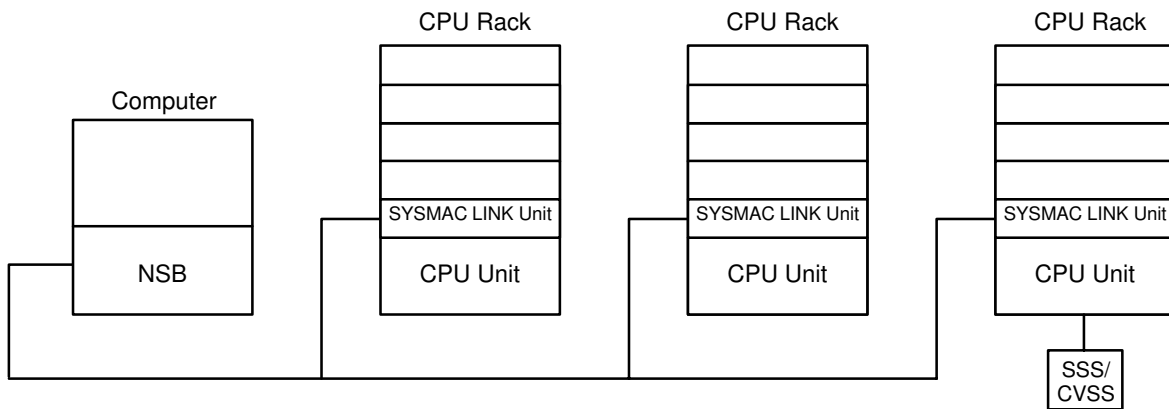 CPU Rack
CPU Rack
CPU Rack
Computer
SYSMAC LINK Unit
SYSMAC LINK Unit
SYSMAC LINK Unit
NSB
CPU Unit
CPU Unit
CPU Unit
SSS/
CVSS